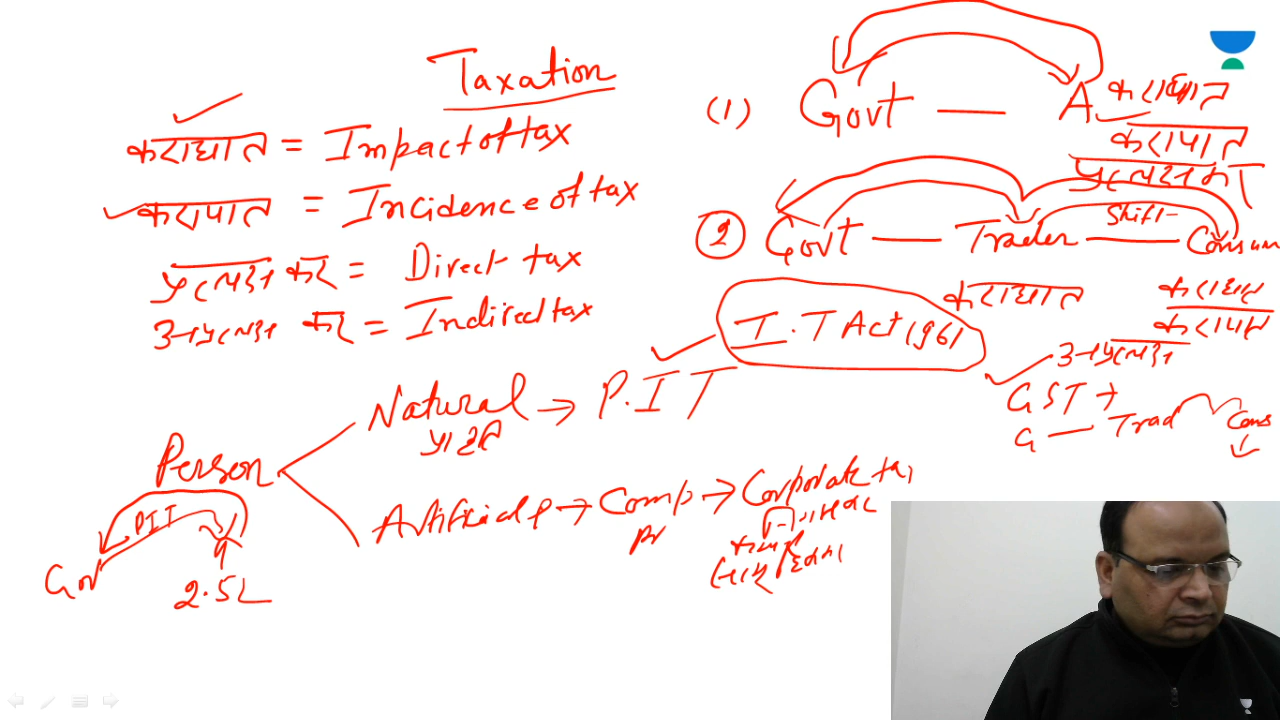 Taxation
कराघात = Impact of tax
करापात = Incidence of tax
प्रत्यक्ष कर = Direct tax
अप्रत्यक्ष कर = Indirect tax
(1) Govt — A कराघात
करापात
प्रत्यक्ष कर
(2) Govt — Trader — Consum
Shift
कराघात
कराघात
करापात
अप्रत्यक्ष
I.T Act 1961
GST
G — Trad Cons
Person
Natural → P.I.T
Artificial P → Comp → Corporate tax
PIT
Gov
2.5L